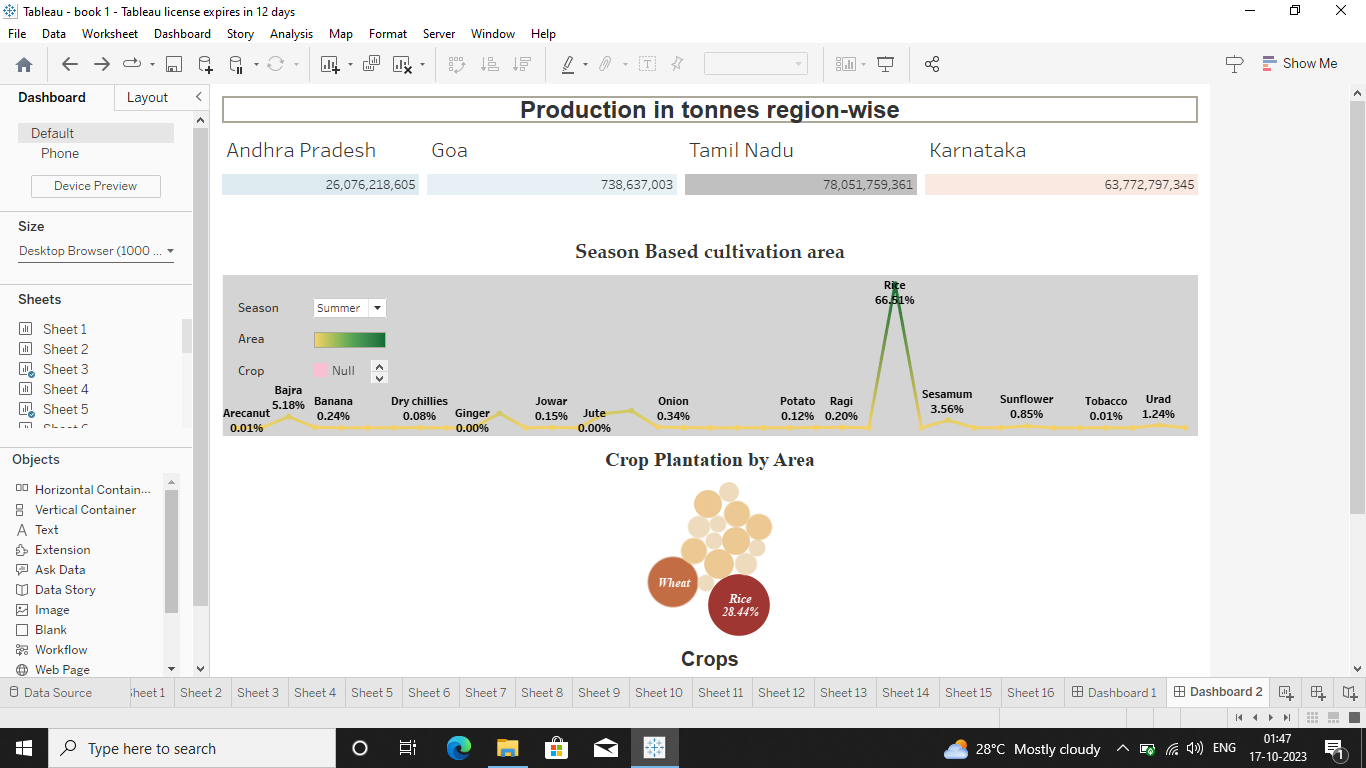 Tableau - book 1 - Tableau license expires in 12 days
File Data Worksheet Dashboard Story Analysis Map Format Server Window Help
Show Me
Dashboard Layout
Default
Phone
Device Preview
Size
Desktop Browser (1000 ...
Sheets
Sheet 1
Sheet 2
Sheet 3
Sheet 4
Sheet 5
Objects
Horizontal Contain...
Vertical Container
Text
Extension
Ask Data
Data Story
Image
Blank
Workflow
Web Page
Production in tonnes region-wise
Andhra Pradesh Goa Tamil Nadu Karnataka
26,076,218,605 738,637,003 78,051,759,361 63,772,797,345
Season Based cultivation area
Season Summer
Area
Crop Null
Arecanut
0.01%
Bajra
5.18%
Banana
0.24%
Dry chillies
0.08%
Ginger
0.00%
Jowar
0.15%
Jute
0.00%
Onion
0.34%
Potato
0.12%
Ragi
0.20%
Rice
66.51%
Sesamum
3.56%
Sunflower
0.85%
Tobacco
0.01%
Urad
1.24%
Crop Plantation by Area
Wheat
Rice
28.44%
Crops
Data Source Sheet 1 Sheet 2 Sheet 3 Sheet 4 Sheet 5 Sheet 6 Sheet 7 Sheet 8 Sheet 9 Sheet 10 Sheet 11 Sheet 12 Sheet 13 Sheet 14 Sheet 15 Sheet 16 Dashboard 1 Dashboard 2
Type here to search
28°C Mostly cloudy
ENG
01:47
17-10-2023
1